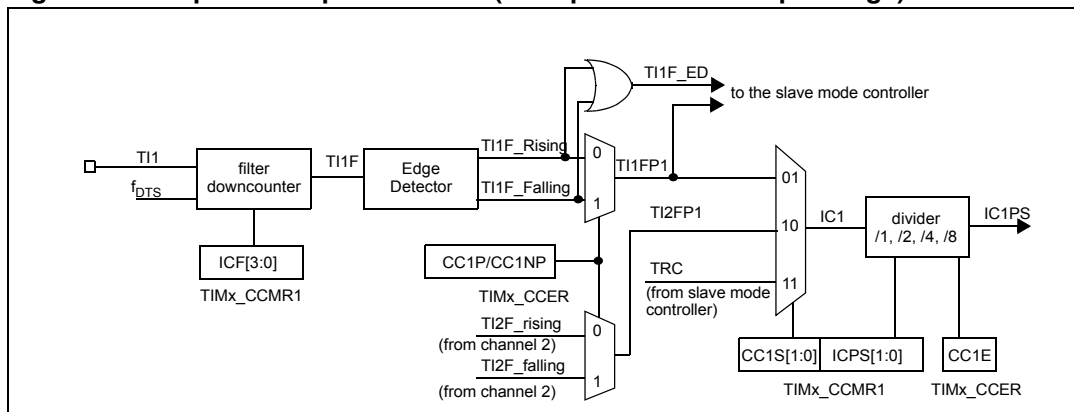 TI1F_ED
to the slave mode controller
TI1
TI1F
TI1F_Rising
filter
downcounter
Edge
Detector
0
TI1FP1
01
fDTS
TI1F_Falling
1
TI2FP1
10
IC1
divider
/1, /2, /4, /8
IC1PS
ICF[3:0]
CC1P/CC1NP
TRC
11
(from slave mode
controller)
TIMx_CCMR1
TIMx_CCER
TI2F_rising
0
(from channel 2)
TI2F_falling
1
(from channel 2)
CC1S[1:0]
ICPS[1:0]
CC1E
TIMx_CCMR1
TIMx_CCER